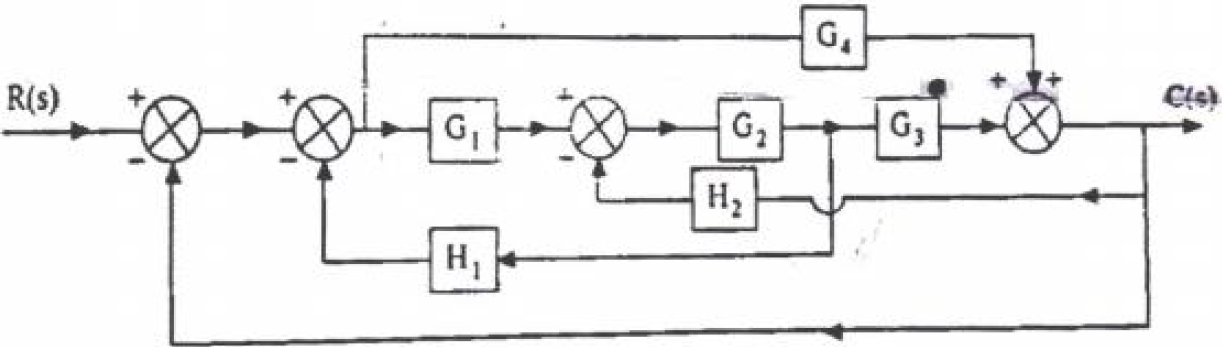 G₄
R(s) + + + + + C(s)
G₁ G₂ G₃
− − −
H₂
H₁